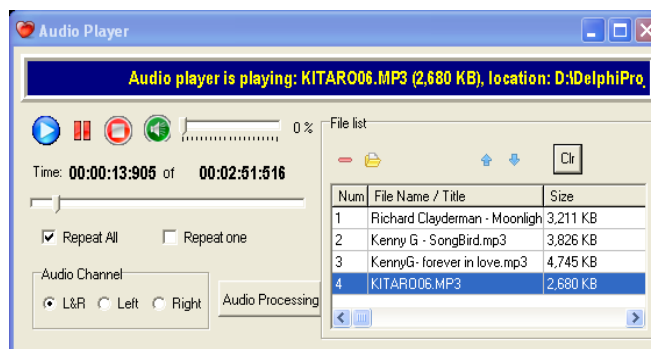 Audio Player
Audio player is playing: KITARO06.MP3 (2,680 KB), location: D:\DelphiPro
0 %
Time: 00:00:13:905 of 00:02:51:516
Repeat All
Repeat one
Audio Channel
L&R
Left
Right
Audio Processing
File list
Clr
Num File Name / Title Size
1 Richard Clayderman - Moonligh 3,211 KB
2 Kenny G - SongBird.mp3 3,826 KB
3 KennyG- forever in love.mp3 4,745 KB
4 KITARO06.MP3 2,680 KB